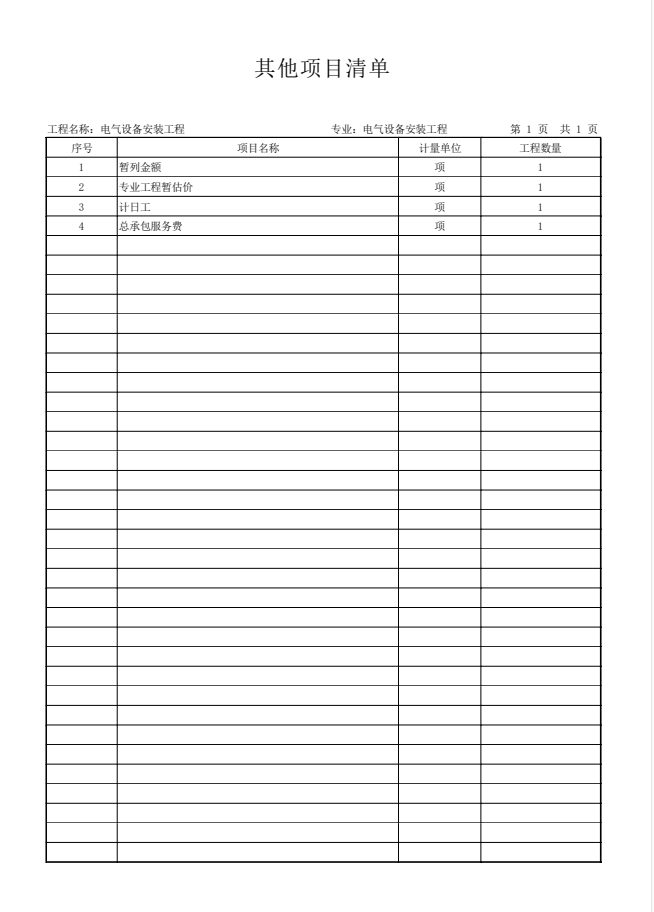 其他项目清单
工程名称：电气设备安装工程 专业：电气设备安装工程 第 1 页 共 1 页
序号 项目名称 计量单位 工程数量
1 暂列金额 项 1
2 专业工程暂估价 项 1
3 计日工 项 1
4 总承包服务费 项 1